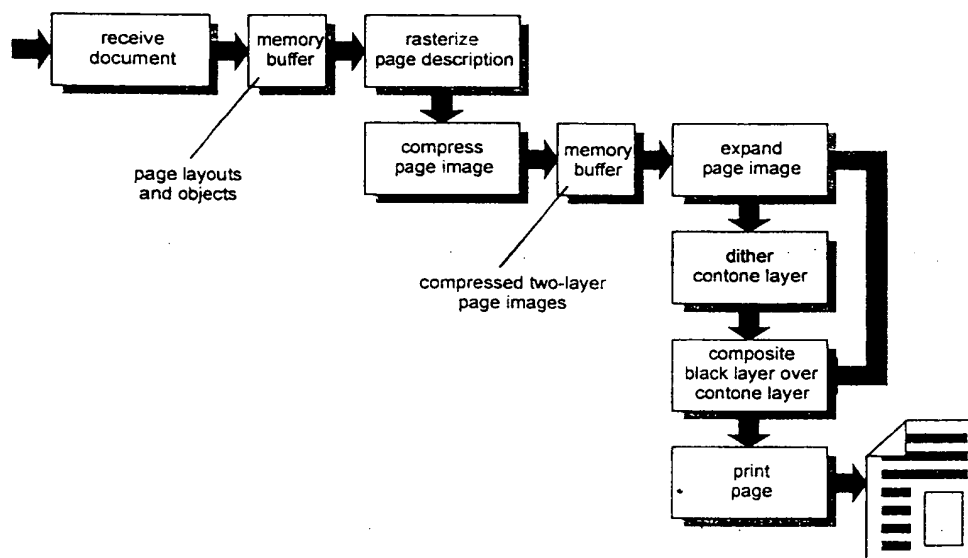 receive
document
memory
buffer
rasterize
page description
page layouts
and objects
compress
page image
memory
buffer
expand
page image
compressed two-layer
page images
dither
contone layer
composite
black layer over
contone layer
print
page